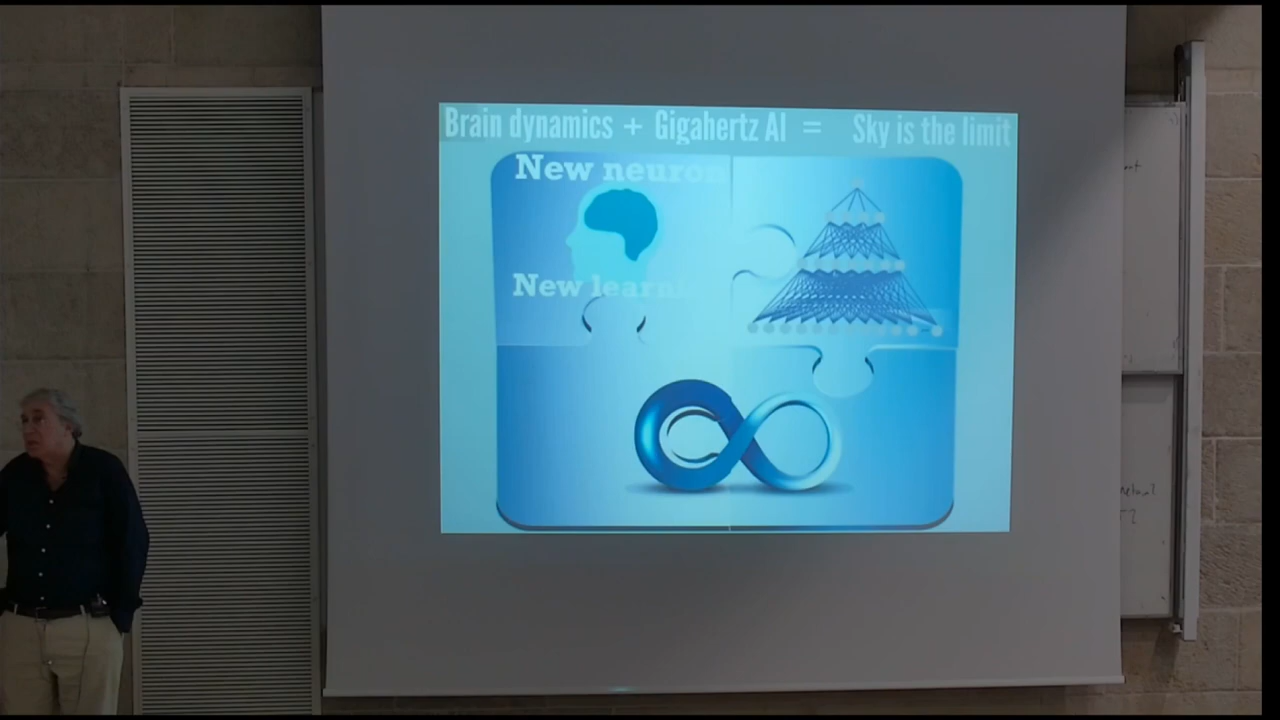 Brain dynamics + Gigahertz AI = Sky is the limit
New neuron
New learni